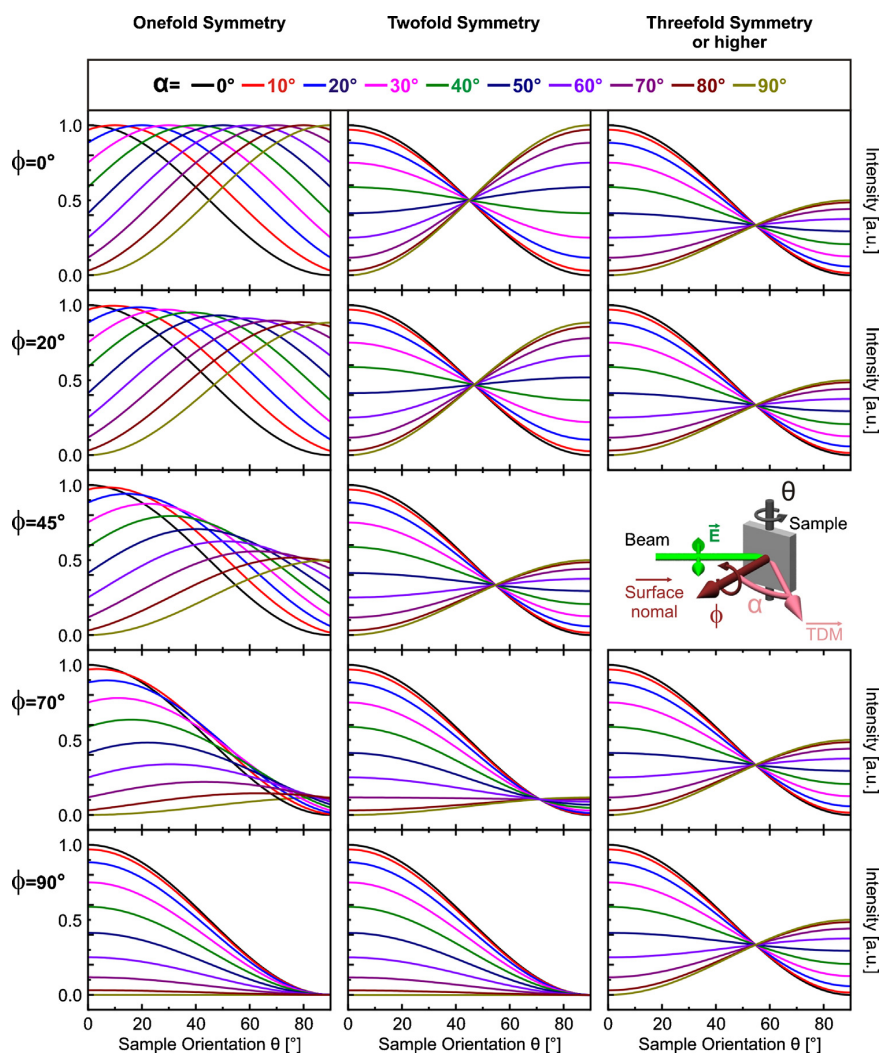 Onefold Symmetry
Twofold Symmetry
Threefold Symmetry
or higher
α= 0° 10° 20° 30° 40° 50° 60° 70° 80° 90°
ϕ=0°
1.0
0.5
0.0
Intensity [a.u.]
ϕ=20°
1.0
0.5
0.0
Intensity [a.u.]
ϕ=45°
1.0
0.5
0.0
θ
Sample
Beam
E
Surface
nomal
ϕ
α
TDM
ϕ=70°
1.0
0.5
0.0
Intensity [a.u.]
ϕ=90°
1.0
0.5
0.0
Intensity [a.u.]
0 20 40 60 80 0 20 40 60 80 0 20 40 60 80
Sample Orientation θ [°]
Sample Orientation θ [°]
Sample Orientation θ [°]